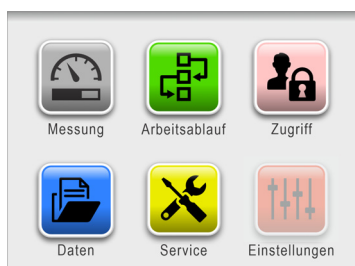 Messung Arbeitsablauf Zugriff
Daten Service Einstellungen